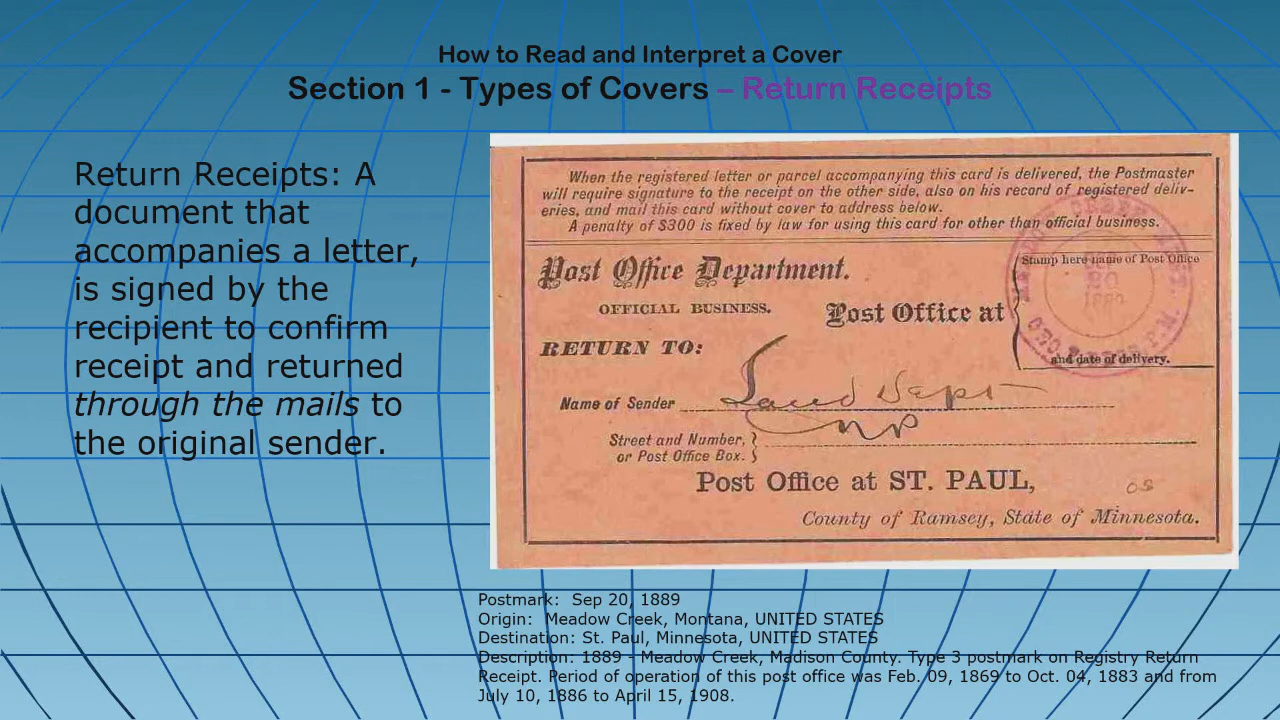 How to Read and Interpret a Cover
Section 1 - Types of Covers – Return Receipts
Return Receipts: A
document that
accompanies a letter,
is signed by the
recipient to confirm
receipt and returned
through the mails to
the original sender.
When the registered letter or parcel accompanying this card is delivered, the Postmaster
will require signature to the receipt on the other side, also on his record of registered deliv-
eries, and mail this card without cover to address below.
A penalty of $300 is fixed by law for using this card for other than official business.
Post Office Department.
OFFICIAL BUSINESS.
Post Office at
Stamp here name of Post Office
and date of delivery.
RETURN TO:
Name of Sender Land Dept
NP
Street and Number,
or Post Office Box.
Post Office at ST. PAUL,
County of Ramsey, State of Minnesota.
Postmark: Sep 20, 1889
Origin: Meadow Creek, Montana, UNITED STATES
Destination: St. Paul, Minnesota, UNITED STATES
Description: 1889 - Meadow Creek, Madison County. Type 3 postmark on Registry Return
Receipt. Period of operation of this post office was Feb. 09, 1869 to Oct. 04, 1883 and from
July 10, 1886 to April 15, 1908.